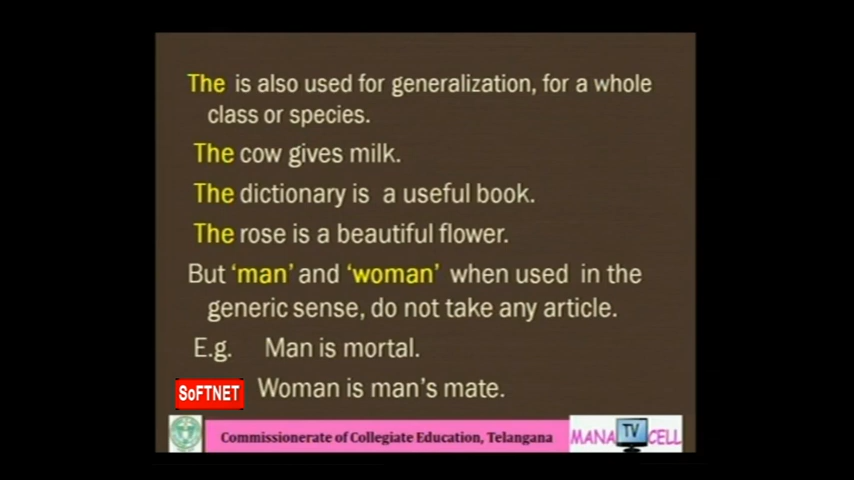 The is also used for generalization, for a whole
class or species.
The cow gives milk.
The dictionary is a useful book.
The rose is a beautiful flower.
But ‘man’ and ‘woman’ when used in the
generic sense, do not take any article.
E.g. Man is mortal.
SoFTNET Woman is man's mate.
Commissionerate of Collegiate Education, Telangana MANA TV CELL